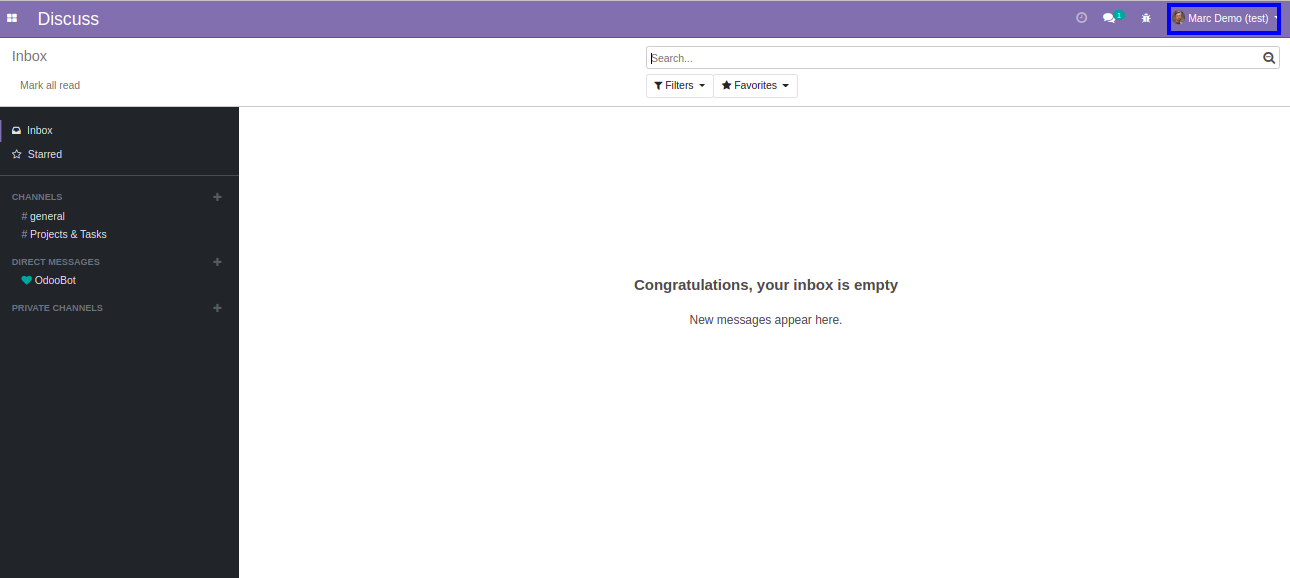 Discuss
1
Marc Demo (test)
Inbox
Search...
Mark all read
Filters
Favorites
Inbox
Starred
CHANNELS
# general
# Projects & Tasks
DIRECT MESSAGES
OdooBot
PRIVATE CHANNELS
Congratulations, your inbox is empty
New messages appear here.